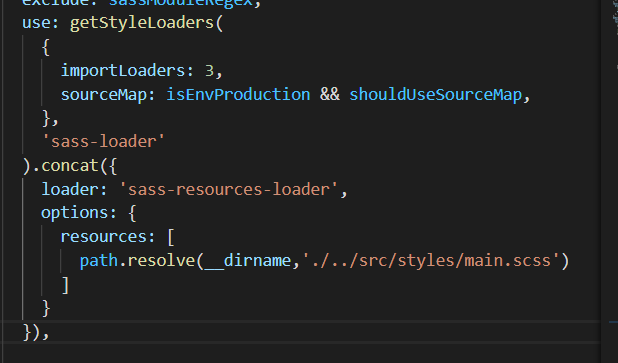 exclude: sassModuleRegex,
use: getStyleLoaders(
{
importLoaders: 3,
sourceMap: isEnvProduction && shouldUseSourceMap,
},
'sass-loader'
).concat({
loader: 'sass-resources-loader',
options: {
resources: [
path.resolve(__dirname,'./../src/styles/main.scss')
]
}
}),